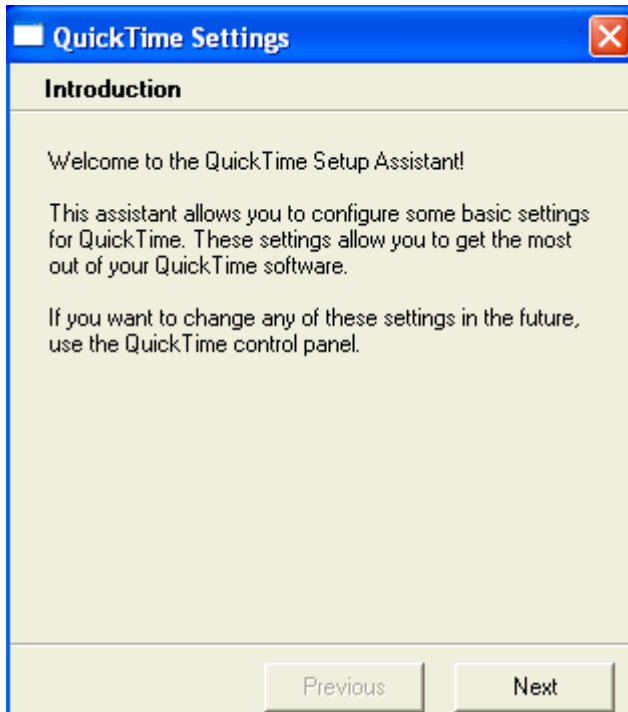 QuickTime Settings
Introduction
Welcome to the QuickTime Setup Assistant!
This assistant allows you to configure some basic settings
for QuickTime. These settings allow you to get the most
out of your QuickTime software.
If you want to change any of these settings in the future,
use the QuickTime control panel.
Previous
Next